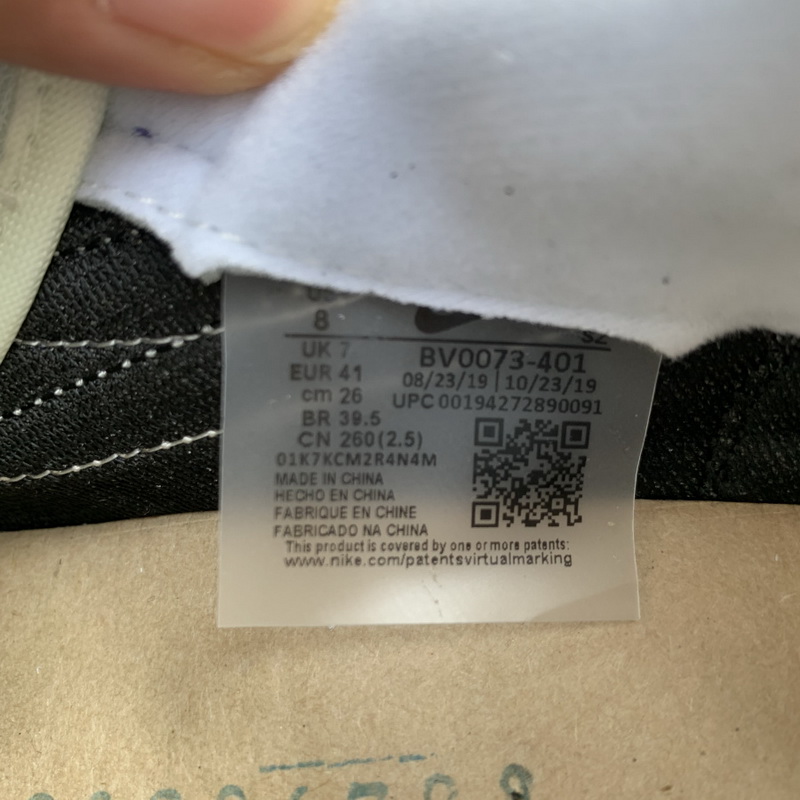 8
SZ
UK 7
EUR 41
cm 26
BR 39.5
CN 260(2.5)
BV0073-401
08/23/19 | 10/23/19
UPC 00194272890091
01K7KCM2R4N4M
MADE IN CHINA
HECHO EN CHINA
FABRIQUE EN CHINE
FABRICADO NA CHINA
This product is covered by one or more patents:
www.nike.com/patentsvirtualmarking